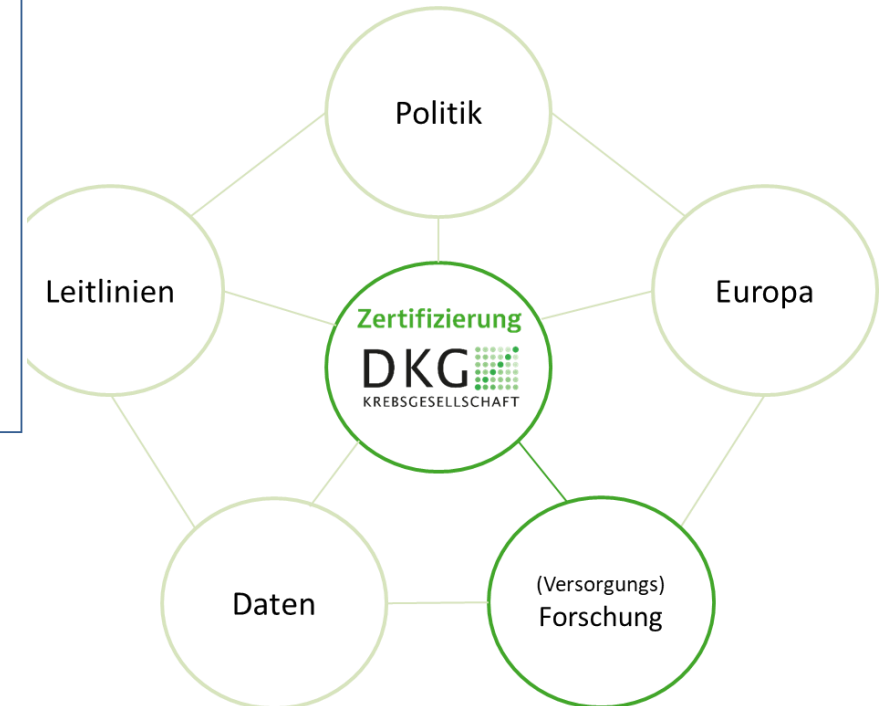 Politik
Leitlinien
Europa
Zertifizierung
DKG
KREBSGESELLSCHAFT
Daten
(Versorgungs)
Forschung